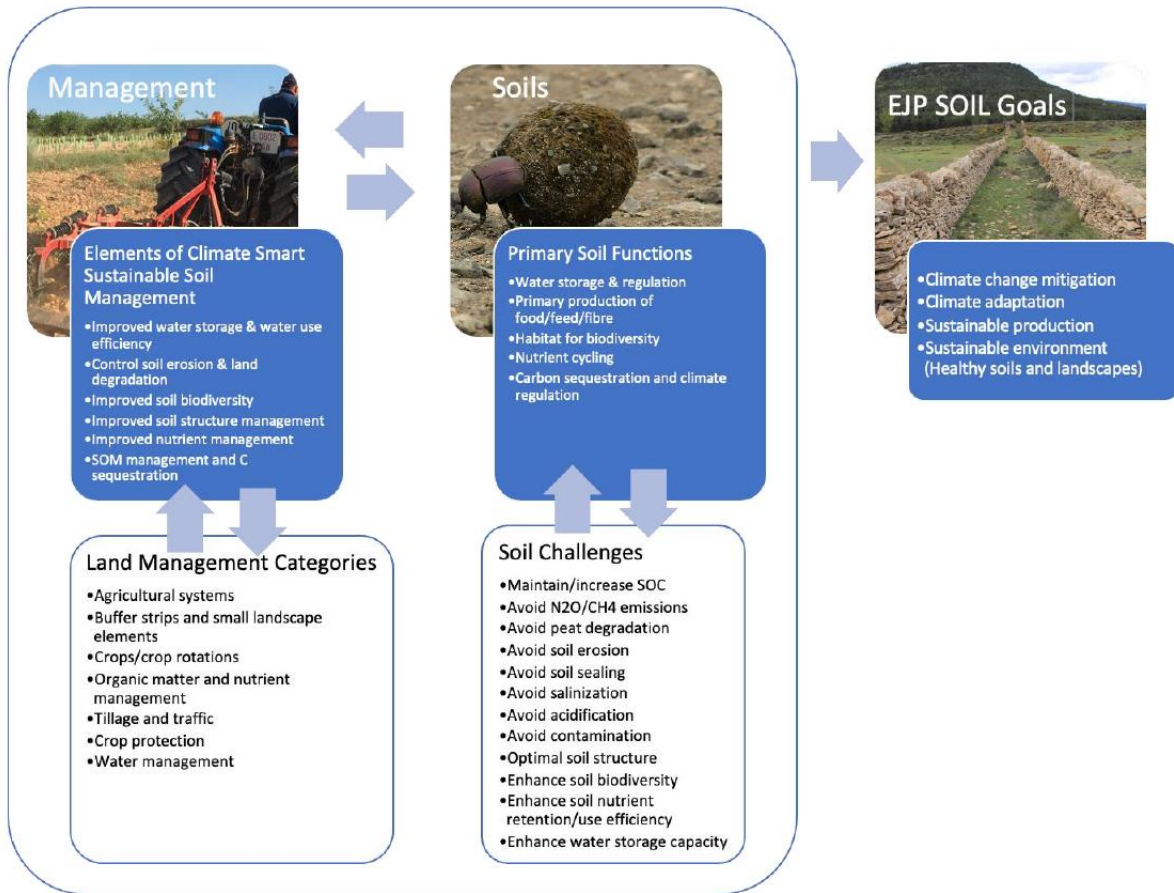 Management
Elements of Climate Smart
Sustainable Soil
Management
•Improved water storage & water use
efficiency
•Control soil erosion & land
degradation
•Improved soil biodiversity
•Improved soil structure management
•Improved nutrient management
•SOM management and C
sequestration
Land Management Categories
•Agricultural systems
•Buffer strips and small landscape
elements
•Crops/crop rotations
•Organic matter and nutrient
management
•Tillage and traffic
•Crop protection
•Water management
Soils
Primary Soil Functions
•Water storage & regulation
•Primary production of
food/feed/fibre
•Habitat for biodiversity
•Nutrient cycling
•Carbon sequestration and climate
regulation
Soil Challenges
•Maintain/increase SOC
•Avoid N2O/CH4 emissions
•Avoid peat degradation
•Avoid soil erosion
•Avoid soil sealing
•Avoid salinization
•Avoid acidification
•Avoid contamination
•Optimal soil structure
•Enhance soil biodiversity
•Enhance soil nutrient
retention/use efficiency
•Enhance water storage capacity
EJP SOIL Goals
•Climate change mitigation
•Climate adaptation
•Sustainable production
•Sustainable environment
(Healthy soils and landscapes)